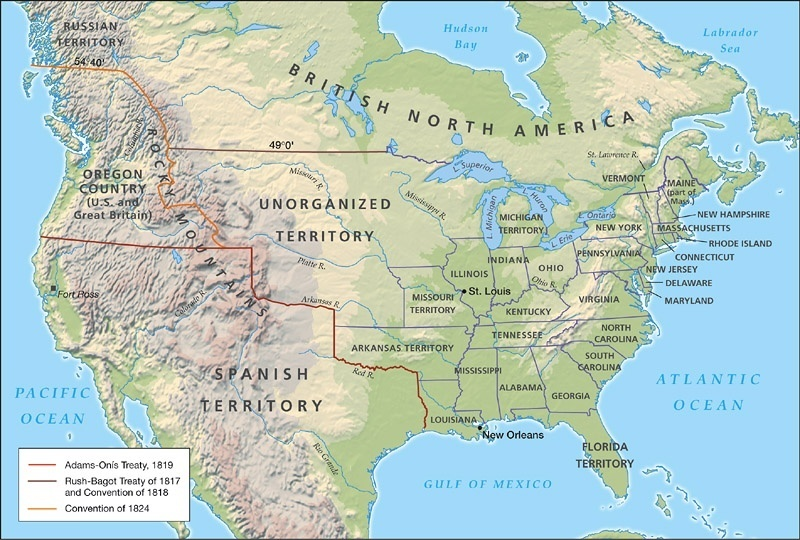 RUSSIAN
TERRITORY
54°40'
Hudson
Bay
Labrador
Sea
BRITISH NORTH AMERICA
49°0'
ROCKY MOUNTAINS
OREGON
COUNTRY
(U.S. and
Great Britain)
Missouri R.
Mississippi R.
UNORGANIZED
TERRITORY
Platte R.
L. Superior
L. Michigan
L. Huron
L. Ontario
L. Erie
St. Lawrence R.
MICHIGAN
TERRITORY
VERMONT
MAINE
(part of
Mass.)
NEW HAMPSHIRE
MASSACHUSETTS
NEW YORK
RHODE ISLAND
CONNECTICUT
PENNSYLVANIA
NEW JERSEY
DELAWARE
MARYLAND
ILLINOIS
INDIANA
OHIO
Ohio R.
St. Louis
MISSOURI
TERRITORY
KENTUCKY
VIRGINIA
Fort Ross
Colorado R.
Arkansas R.
ARKANSAS TERRITORY
TENNESSEE
NORTH
CAROLINA
SOUTH
CAROLINA
Red R.
MISSISSIPPI
ALABAMA
GEORGIA
SPANISH
TERRITORY
LOUISIANA
New Orleans
FLORIDA
TERRITORY
Rio Grande
PACIFIC
OCEAN
ATLANTIC
OCEAN
GULF OF MEXICO
Adams-Onís Treaty, 1819
Rush-Bagot Treaty of 1817
and Convention of 1818
Convention of 1824